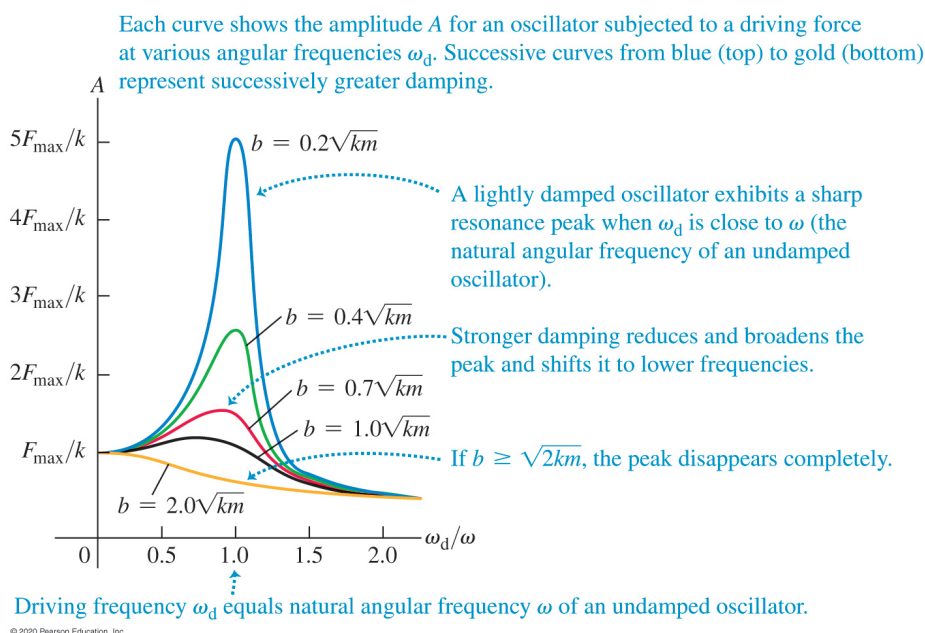 Each curve shows the amplitude A for an oscillator subjected to a driving force
at various angular frequencies ωd. Successive curves from blue (top) to gold (bottom)
represent successively greater damping.
A
5Fmax/k
b = 0.2√km
A lightly damped oscillator exhibits a sharp
resonance peak when ωd is close to ω (the
natural angular frequency of an undamped
oscillator).
4Fmax/k
3Fmax/k
b = 0.4√km
Stronger damping reduces and broadens the
peak and shifts it to lower frequencies.
2Fmax/k
b = 0.7√km
b = 1.0√km
Fmax/k
If b ≥ √2km, the peak disappears completely.
b = 2.0√km
ωd/ω
0 0.5 1.0 1.5 2.0
Driving frequency ωd equals natural angular frequency ω of an undamped oscillator.
© 2020 Pearson Education, Inc.